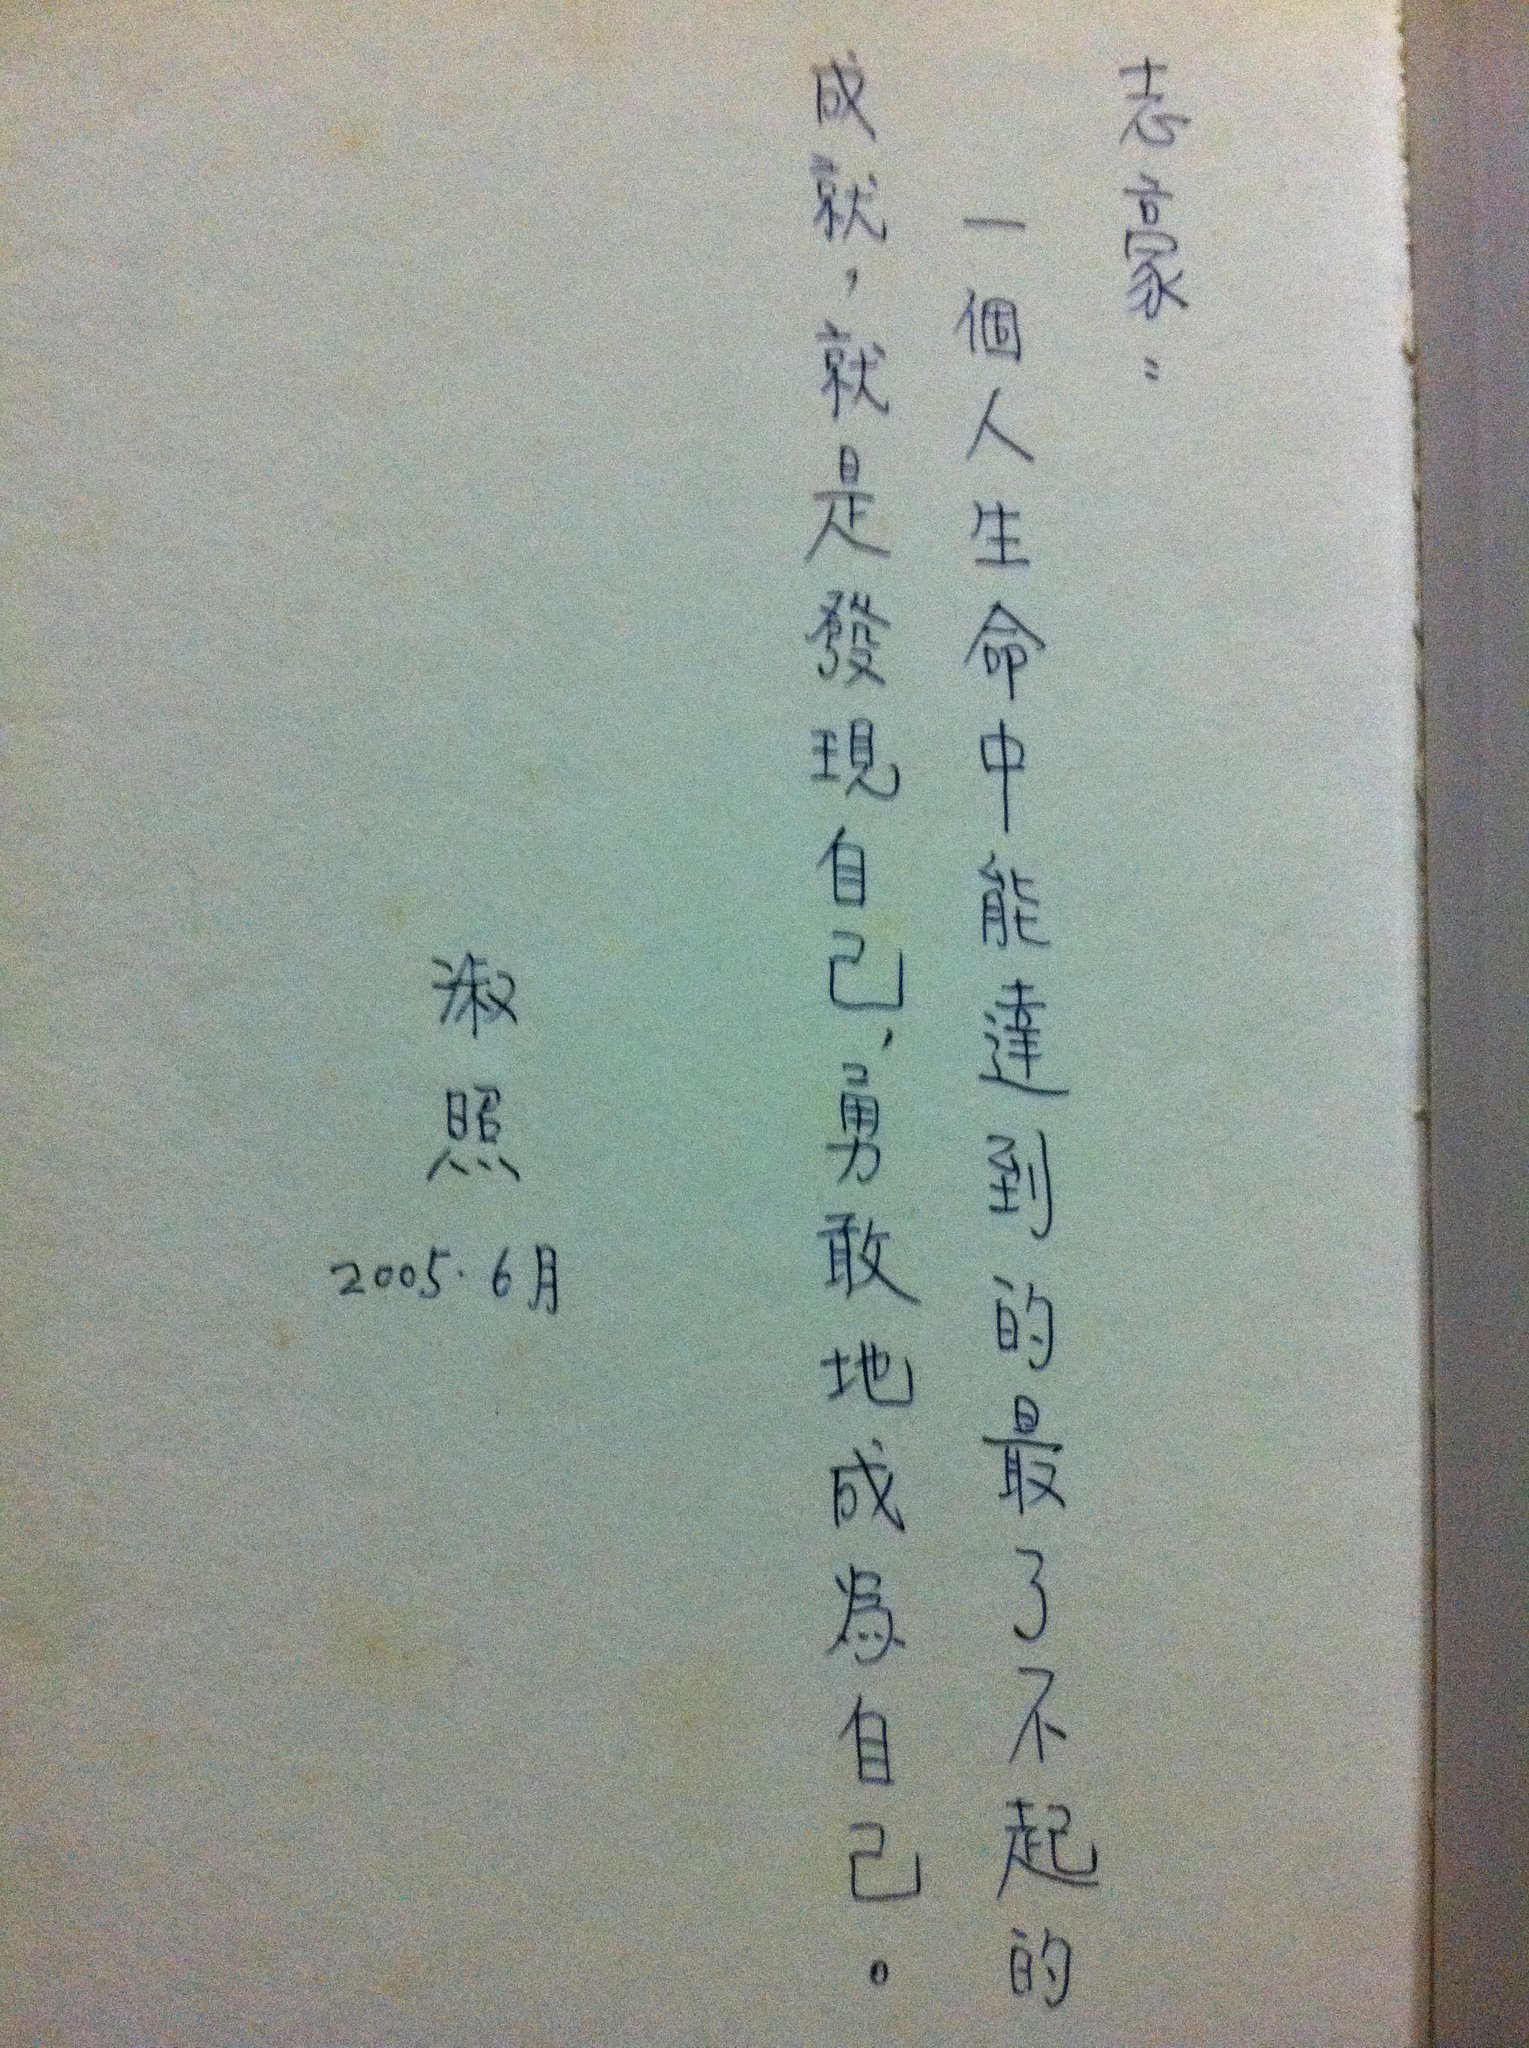 志豪：
一個人生命中能達到的最了不起的
成就，就是發現自己，勇敢地成為自己。
淑照
2005.6月